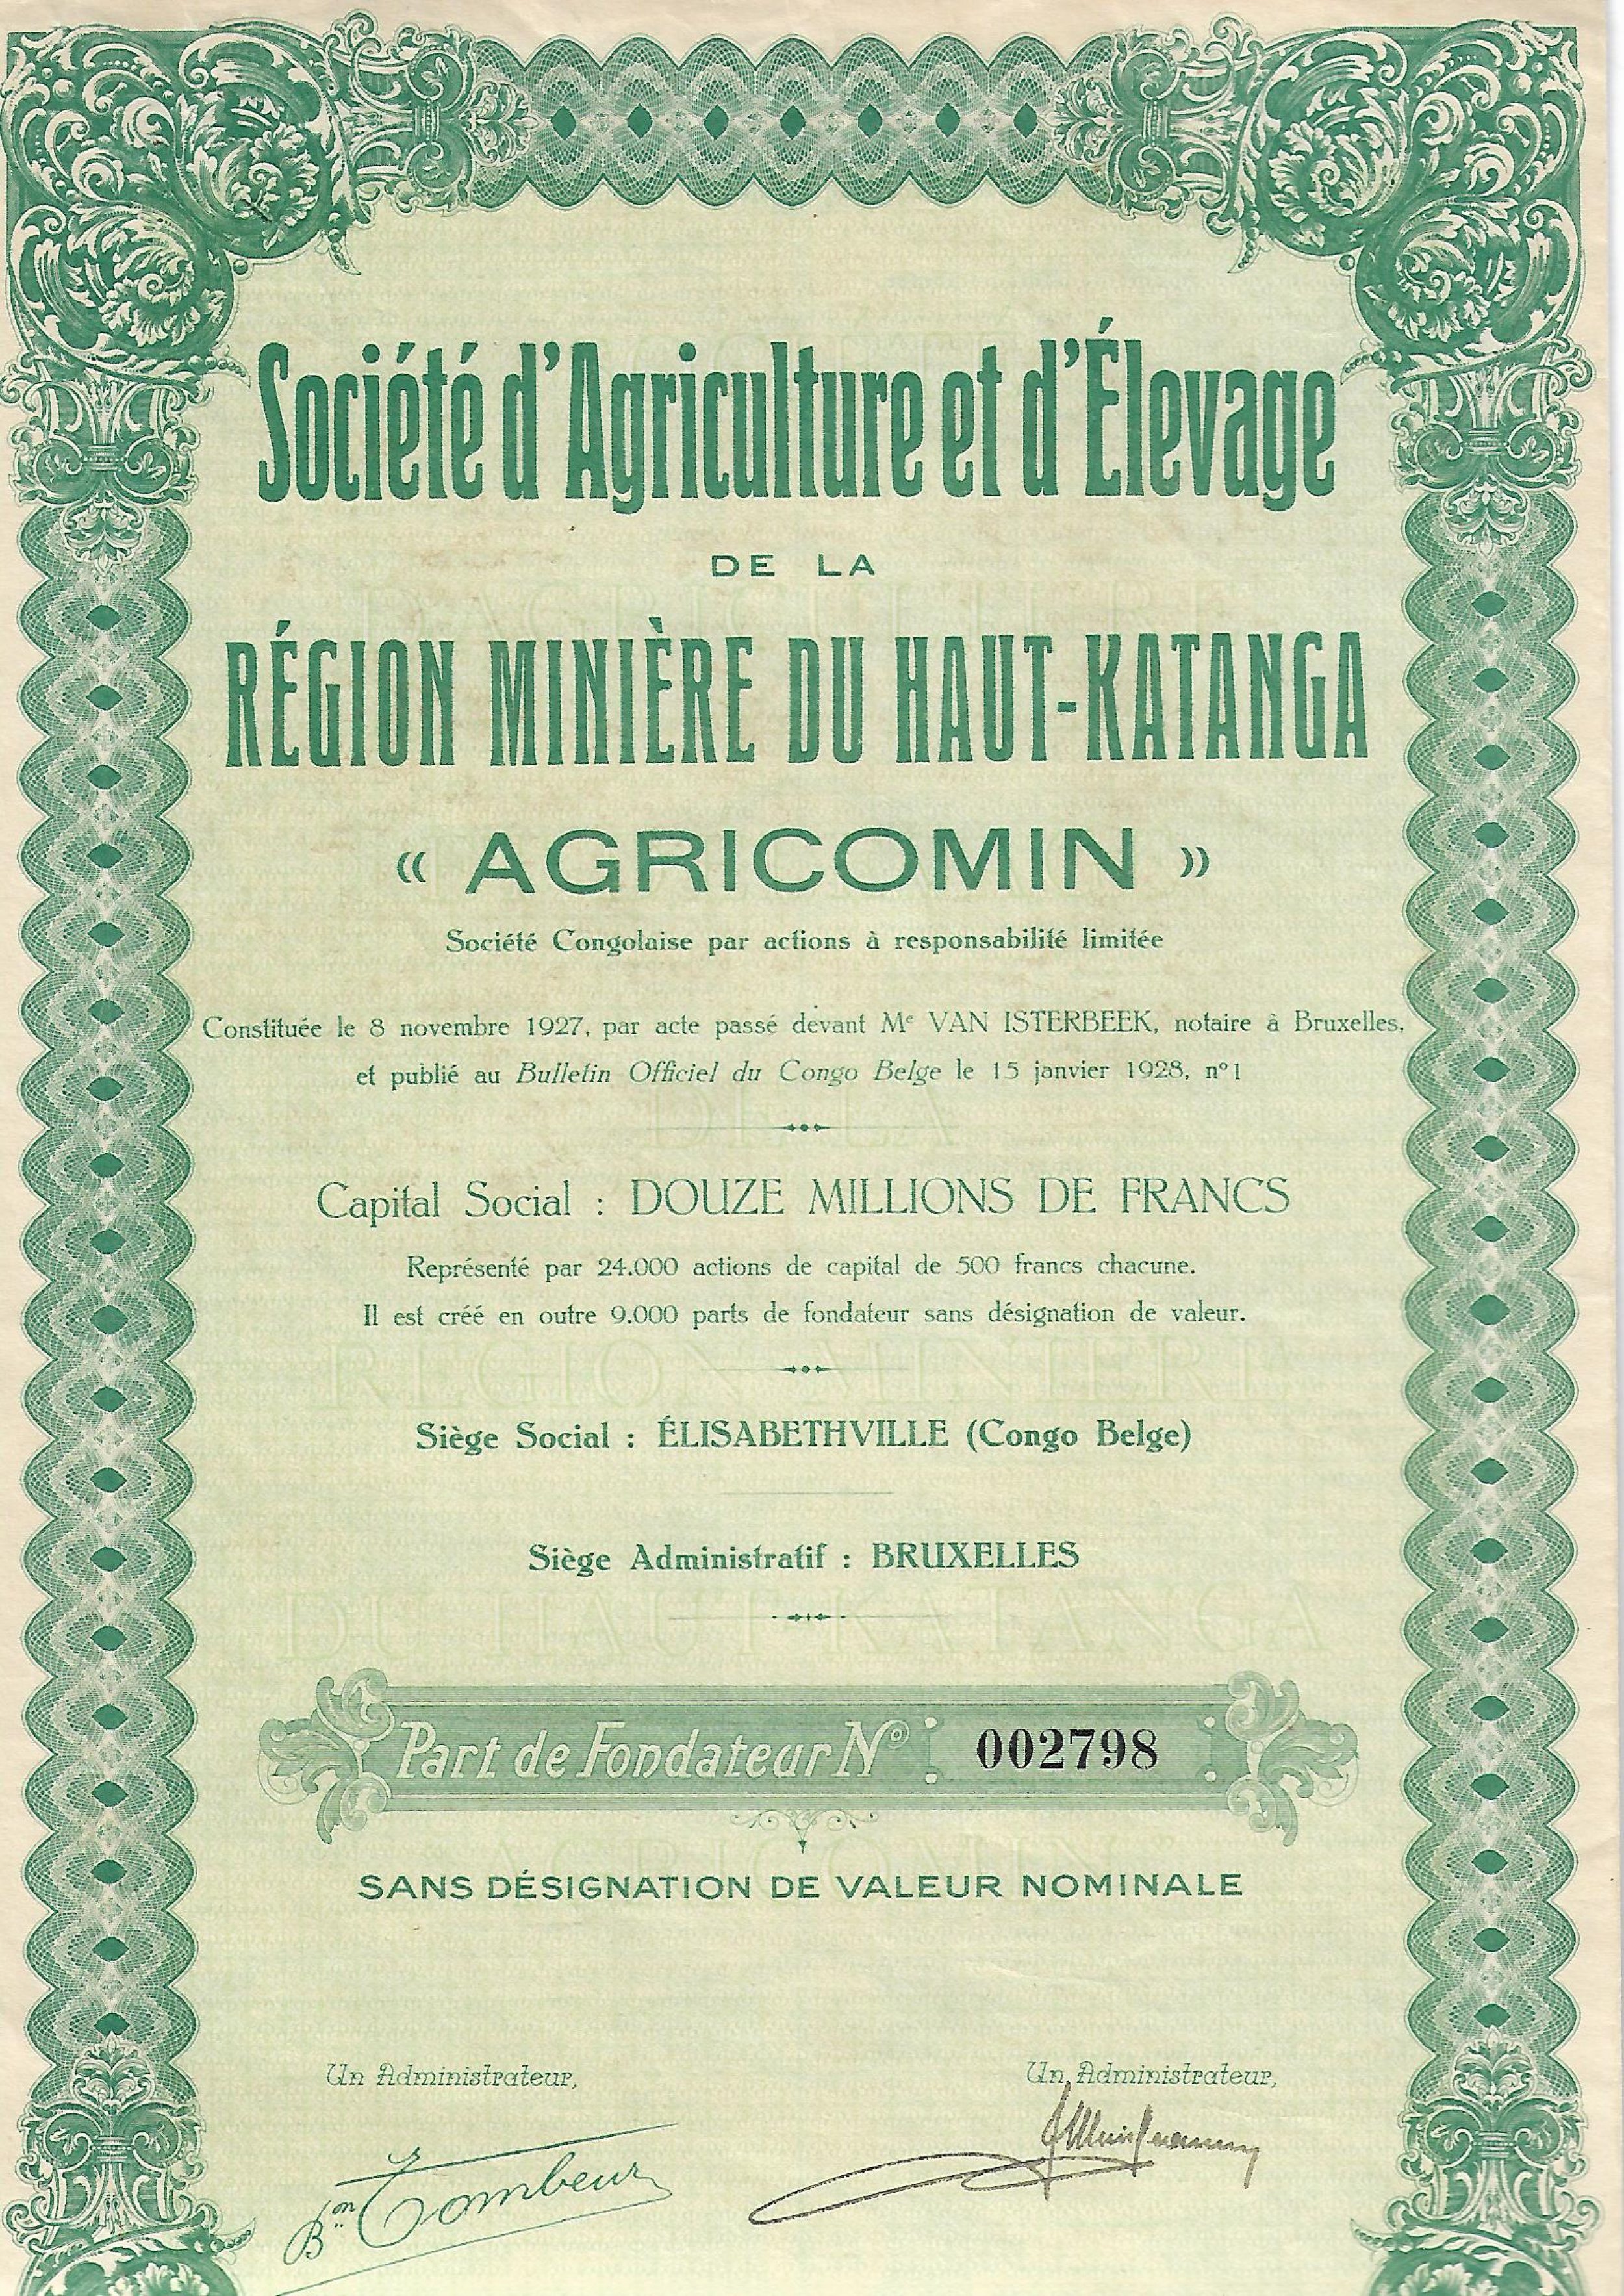 Société d'Agriculture et d'Élevage
DE LA
RÉGION MINIÈRE DU HAUT-KATANGA
« AGRICOMIN »
Société Congolaise par actions à responsabilité limitée
Constituée le 8 novembre 1927, par acte passé devant Mᵉ VAN ISTERBEEK, notaire à Bruxelles,
et publié au Bulletin Officiel du Congo Belge le 15 janvier 1928, nº1
Capital Social : DOUZE MILLIONS DE FRANCS
Représenté par 24.000 actions de capital de 500 francs chacune.
Il est créé en outre 9.000 parts de fondateur sans désignation de valeur.
Siège Social : ÉLISABETHVILLE (Congo Belge)
Siège Administratif : BRUXELLES
Part de Fondateur Nº : 002798 :
SANS DÉSIGNATION DE VALEUR NOMINALE
Un Administrateur, Un Administrateur,
Bᵒⁿ Tombeur